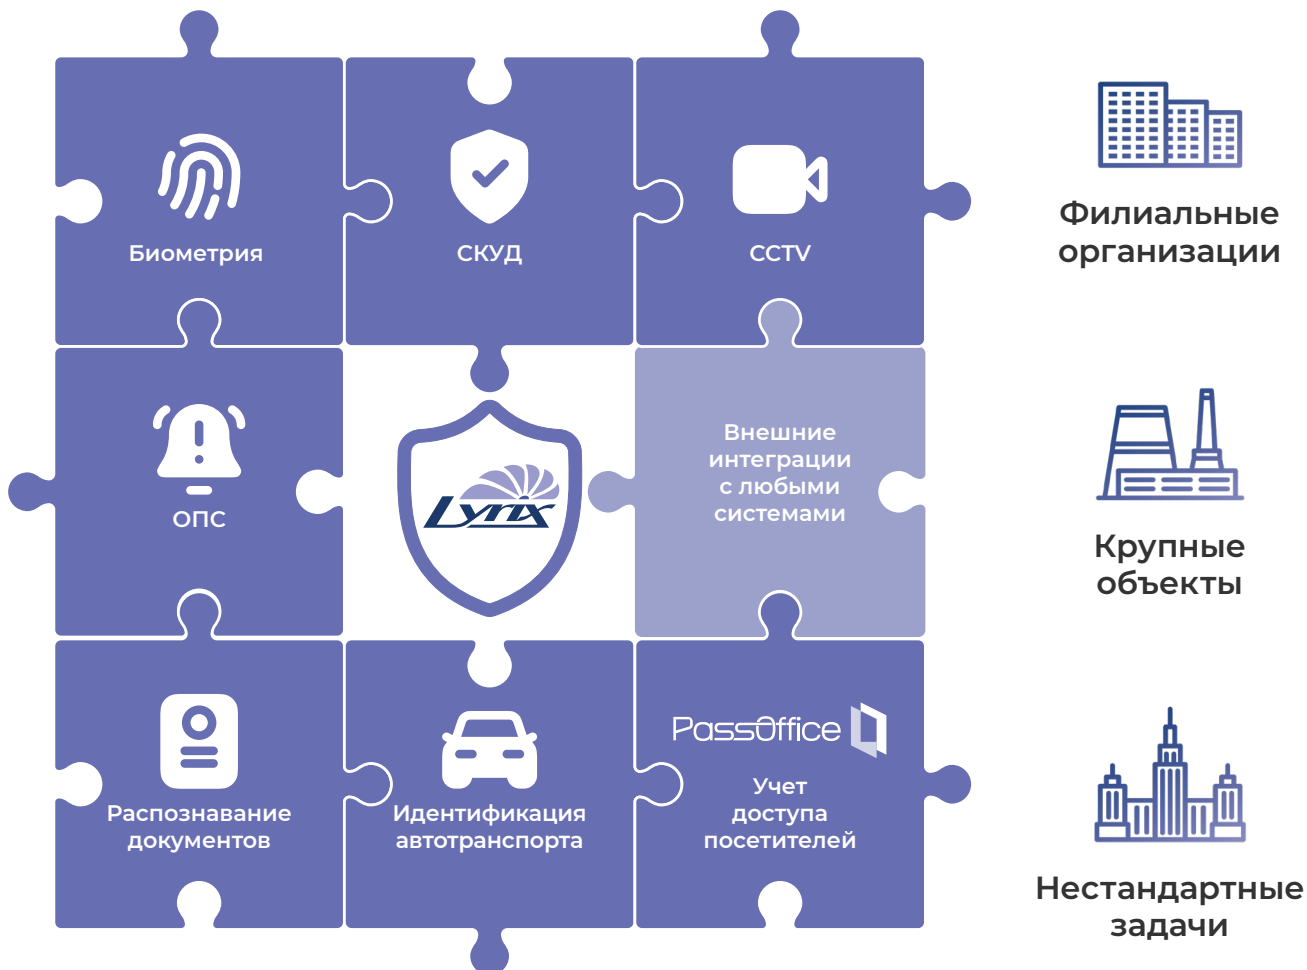 Биометрия
СКУД
CCTV
Филиальные
организации
ОПС
Lyrix
Внешние
интеграции
с любыми
системами
Крупные
объекты
Распознавание
документов
Идентификация
автотранспорта
PassOffice
Учет
доступа
посетителей
Нестандартные
задачи